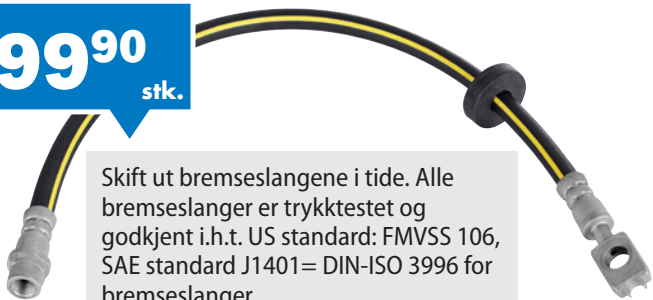 99⁹⁰
stk.
Skift ut bremseslangene i tide. Alle
bremseslanger er trykktestet og
godkjent i.h.t. US standard: FMVSS 106,
SAE standard J1401= DIN-ISO 3996 for
bremseslanger